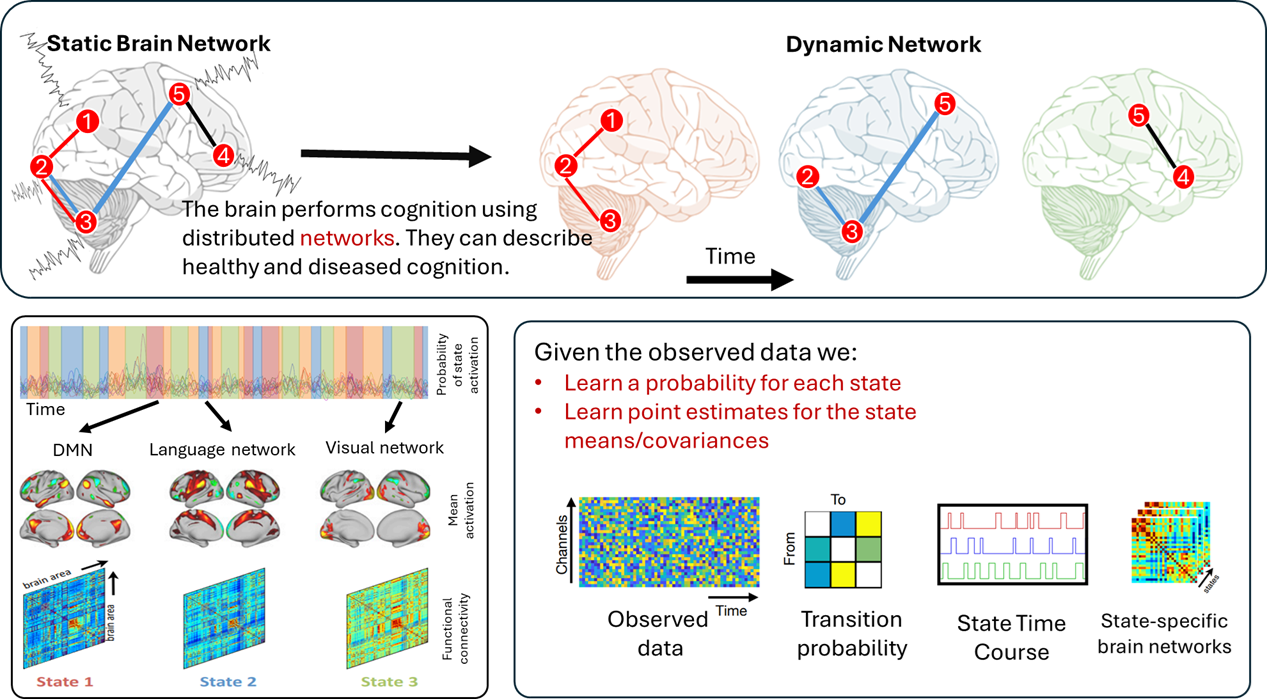 Static Brain Network
Dynamic Network
5
1
4
2
3
The brain performs cognition using
distributed networks. They can describe
healthy and diseased cognition.
1
2
3
Time
5
2
3
5
4
Probability
of state
activation
Time
DMN
Language network
Visual network
Mean
activation
brain area
brain area
Functional
connectivity
State 1
State 2
State 3
Given the observed data we:
• Learn a probability for each state
• Learn point estimates for the state
means/covariances
Channels
Time
Observed
data
To
From
Transition
probability
State Time
Course
states
State-specific
brain networks